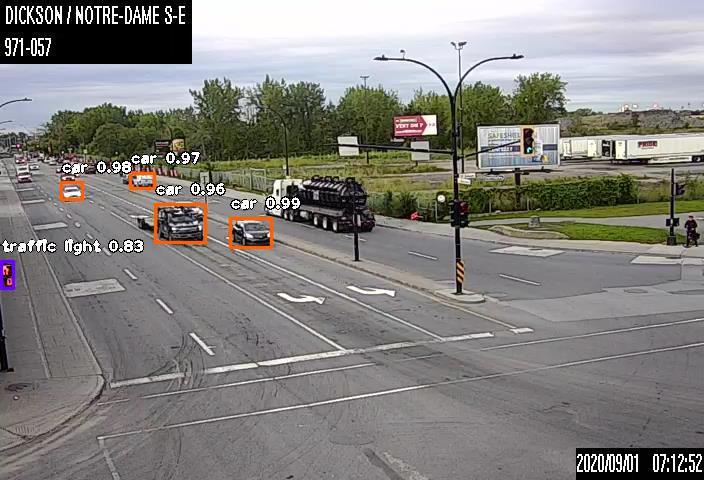 DICKSON / NOTRE-DAME S-E
971-057
car 0.98
car 0.97
car 0.96
car 0.99
traffic light 0.83
2020/09/01 07:12:52